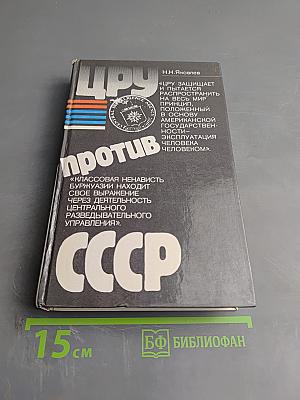 ЦРУ
Н.Н.Яковлев
«ЦРУ ЗАЩИЩАЕТ
И ПЫТАЕТСЯ
РАСПРОСТРАНИТЬ
НА ВЕСЬ МИР
ПРИНЦИП,
ПОЛОЖЕННЫЙ
В ОСНОВУ
АМЕРИКАНСКОЙ
ГОСУДАРСТВЕН-
НОСТИ—
ЭКСПЛУАТАЦИЯ
ЧЕЛОВЕКА
ЧЕЛОВЕКОМ».
против
«КЛАССОВАЯ НЕНАВИСТЬ
БУРЖУАЗИИ НАХОДИТ
СВОЕ ВЫРАЖЕНИЕ
ЧЕРЕЗ ДЕЯТЕЛЬНОСТЬ
ЦЕНТРАЛЬНОГО
РАЗВЕДЫВАТЕЛЬНОГО
УПРАВЛЕНИЯ».
СССР
15 см
БФ БИБЛИОФАН